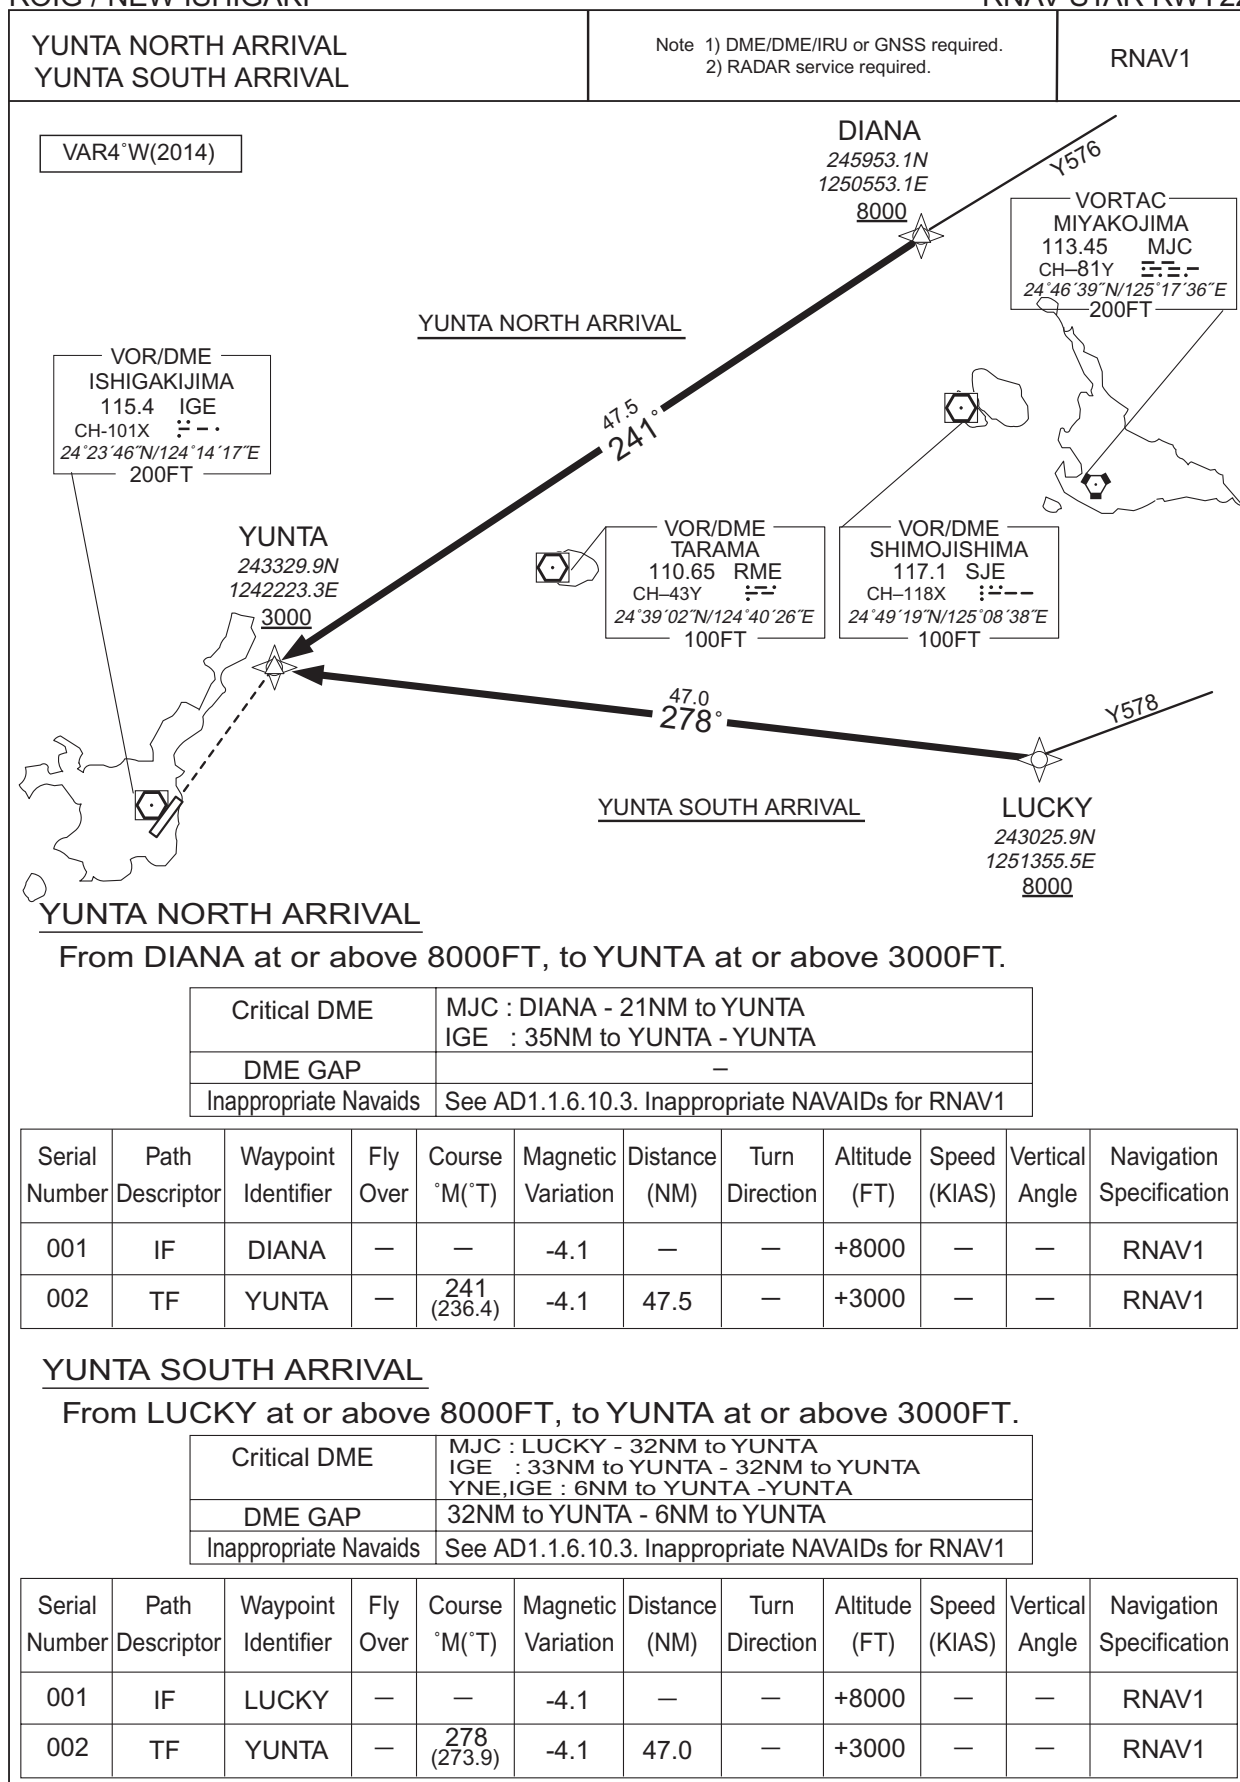 YUNTA NORTH ARRIVAL
YUNTA SOUTH ARRIVAL
Note 1) DME/DME/IRU or GNSS required.
2) RADAR service required.
RNAV1
VAR4˚W(2014)
DIANA
245953.1N
1250553.1E
8000
Y576
VORTAC
MIYAKOJIMA
113.45 MJC
CH–81Y
24˚46´39˝N/125˚17´36˝E
200FT
YUNTA NORTH ARRIVAL
VOR/DME
ISHIGAKIJIMA
115.4 IGE
CH-101X
24˚23´46˝N/124˚14´17˝E
200FT
47.5
241˚
YUNTA
243329.9N
1242223.3E
3000
VOR/DME
TARAMA
110.65 RME
CH–43Y
24˚39´02˝N/124˚40´26˝E
100FT
VOR/DME
SHIMOJISHIMA
117.1 SJE
CH–118X
24˚49´19˝N/125˚08´38˝E
100FT
47.0
278˚
Y578
YUNTA SOUTH ARRIVAL
LUCKY
243025.9N
1251355.5E
8000
YUNTA NORTH ARRIVAL
From DIANA at or above 8000FT, to YUNTA at or above 3000FT.
Critical DME MJC : DIANA - 21NM to YUNTA
IGE : 35NM to YUNTA - YUNTA
DME GAP –
Inappropriate Navaids See AD1.1.6.10.3. Inappropriate NAVAIDs for RNAV1
Serial Path Waypoint Fly Course Magnetic Distance Turn Altitude Speed Vertical Navigation
Number Descriptor Identifier Over ˚M(˚T) Variation (NM) Direction (FT) (KIAS) Angle Specification
001 IF DIANA – – -4.1 – – +8000 – – RNAV1
002 TF YUNTA – 241 (236.4) -4.1 47.5 – +3000 – – RNAV1
YUNTA SOUTH ARRIVAL
From LUCKY at or above 8000FT, to YUNTA at or above 3000FT.
Critical DME MJC : LUCKY - 32NM to YUNTA
IGE : 33NM to YUNTA - 32NM to YUNTA
YNE,IGE : 6NM to YUNTA -YUNTA
DME GAP 32NM to YUNTA - 6NM to YUNTA
Inappropriate Navaids See AD1.1.6.10.3. Inappropriate NAVAIDs for RNAV1
Serial Path Waypoint Fly Course Magnetic Distance Turn Altitude Speed Vertical Navigation
Number Descriptor Identifier Over ˚M(˚T) Variation (NM) Direction (FT) (KIAS) Angle Specification
001 IF LUCKY – – -4.1 – – +8000 – – RNAV1
002 TF YUNTA – 278 (273.9) -4.1 47.0 – +3000 – – RNAV1